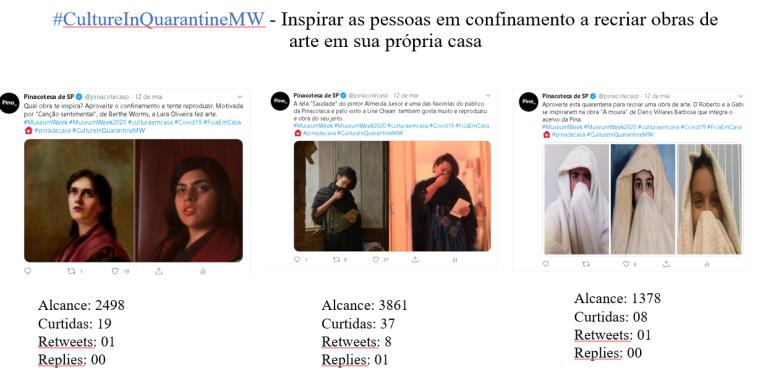 #CultureInQuarantineMW - Inspirar as pessoas em confinamento a recriar obras de
arte em sua própria casa
Pina_
Pinacoteca de SP @pinacotecasp · 12 de mai
Qual obra te inspira? Aproveite o confinamento e tente reproduzir. Motivada
por "Canção sentimental", de Berthe Worms, a Lara Oliveira fez arte.
#MuseumWeek #MuseumWeek2020 #culturaemcasa #Covid19 #FicaEmCasa
#pinadecasa #CultureInQuarantineMW
1 18
Alcance: 2498
Curtidas: 19
Retweets: 01
Replies: 00
Pina_
Pinacoteca de SP @pinacotecasp · 12 de mai
A tela "Saudade" do pintor Almeida Junior é uma das favoritas do público
da Pinacoteca e pelo visto a Line Chaan também gosta muito e reproduziu
a obra do seu jeito.
#MuseumWeek #MuseumWeek2020 #culturaemcasa #Covid19 #FicaEmCasa
#pinadecasa #CultureInQuarantineMW
1 37
Alcance: 3861
Curtidas: 37
Retweets: 8
Replies: 01
Pina_
Pinacoteca de SP @pinacotecasp · 12 de mai
Aproveite esta quarentena para recriar uma obra de arte. O Roberto e a Gabi
se inspiraram na obra "A moura" de Dario Villares Barbosa que integra o
acervo da Pina.
#MuseumWeek #MuseumWeek2020 #culturaemcasa #Covid19 #FicaEmCasa
#pinadecasa #CultureInQuarantineMW
Alcance: 1378
Curtidas: 08
Retweets: 01
Replies: 00